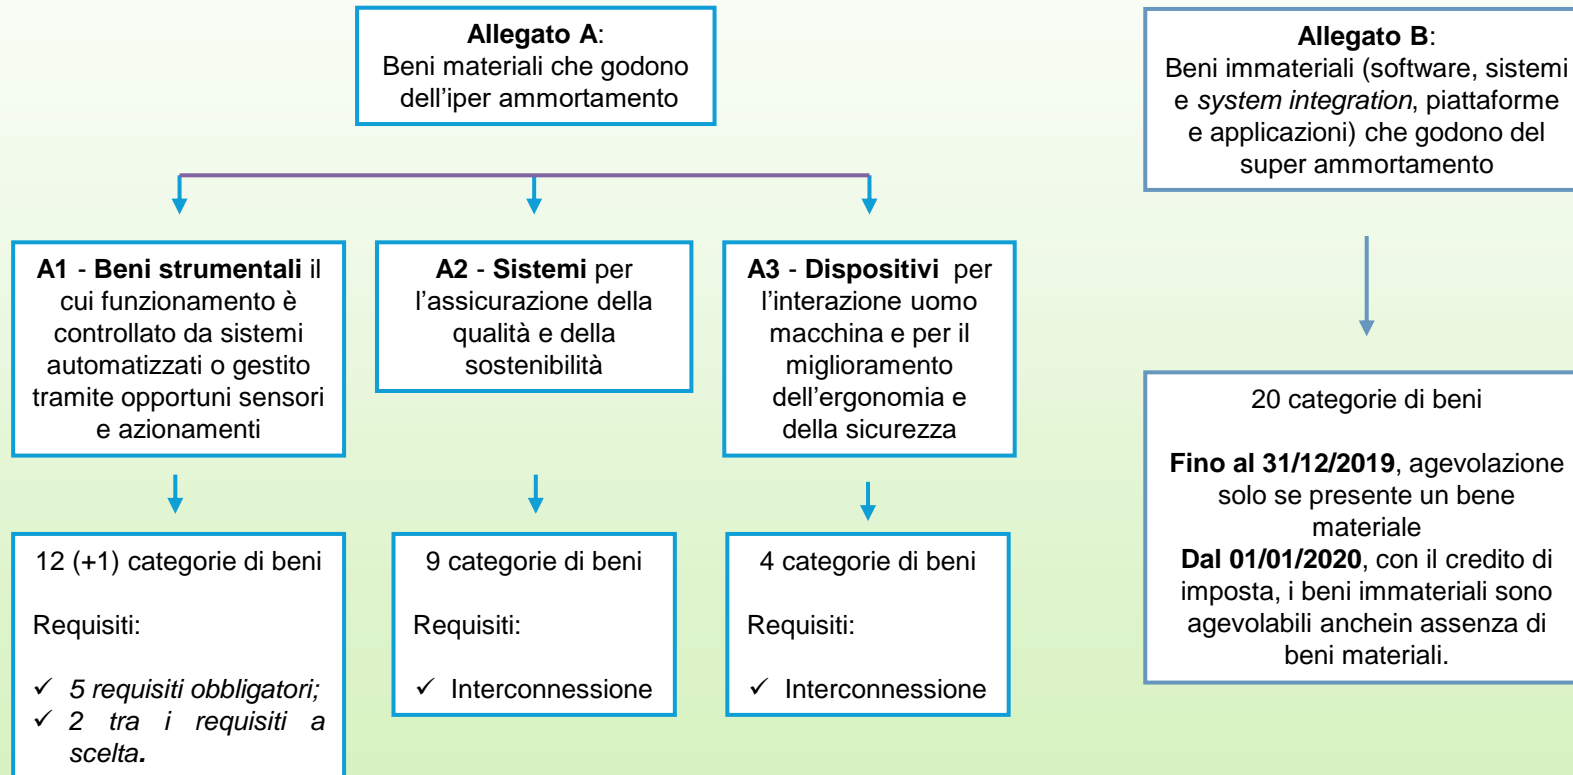 Allegato A:
Beni materiali che godono
dell’iper ammortamento
Allegato B:
Beni immateriali (software, sistemi
e system integration, piattaforme
e applicazioni) che godono del
super ammortamento
A1 - Beni strumentali il
cui funzionamento è
controllato da sistemi
automatizzati o gestito
tramite opportuni sensori
e azionamenti
A2 - Sistemi per
l’assicurazione della
qualità e della
sostenibilità
A3 - Dispositivi per
l’interazione uomo
macchina e per il
miglioramento
dell’ergonomia e
della sicurezza
12 (+1) categorie di beni
Requisiti:
✓ 5 requisiti obbligatori;
✓ 2 tra i requisiti a
scelta.
9 categorie di beni
Requisiti:
✓ Interconnessione
4 categorie di beni
Requisiti:
✓ Interconnessione
20 categorie di beni
Fino al 31/12/2019, agevolazione
solo se presente un bene
materiale
Dal 01/01/2020, con il credito di
imposta, i beni immateriali sono
agevolabili anchein assenza di
beni materiali.